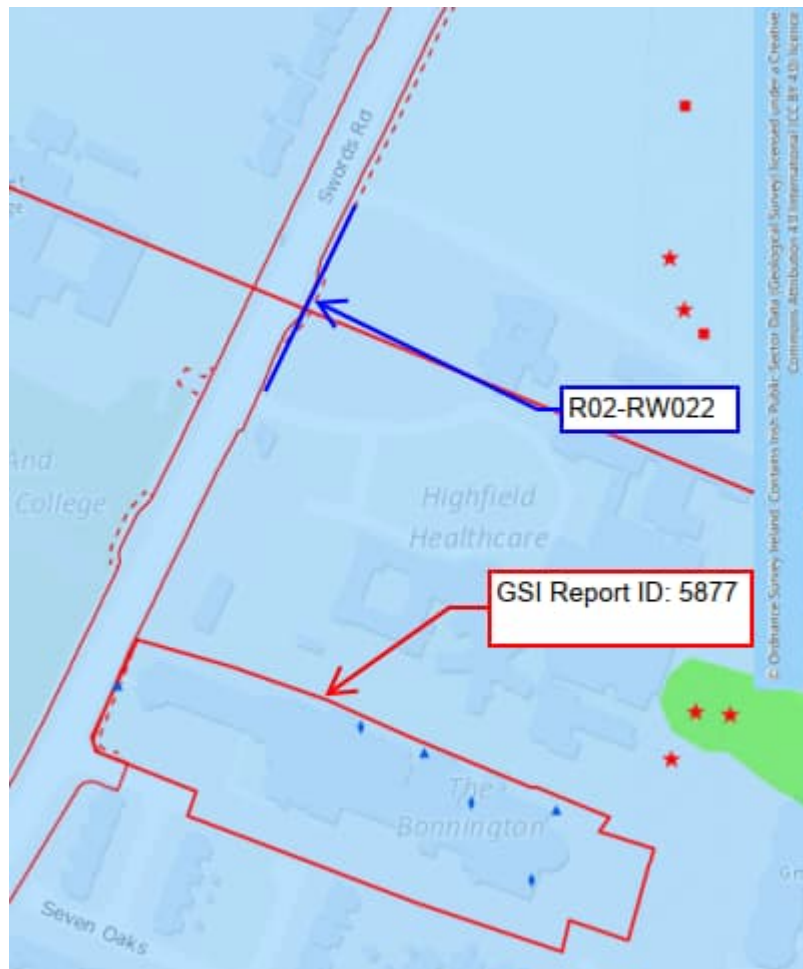 © Ordnance Survey Ireland. Contains Irish Public Sector Data (Geological Survey) licensed under a Creative
Commons Attribution 4.0 International (CC BY 4.0) licence
Swords Rd
R02-RW022
And
College
Highfield
Healthcare
GSI Report ID: 5877
The
Bonnington
Seven Oaks